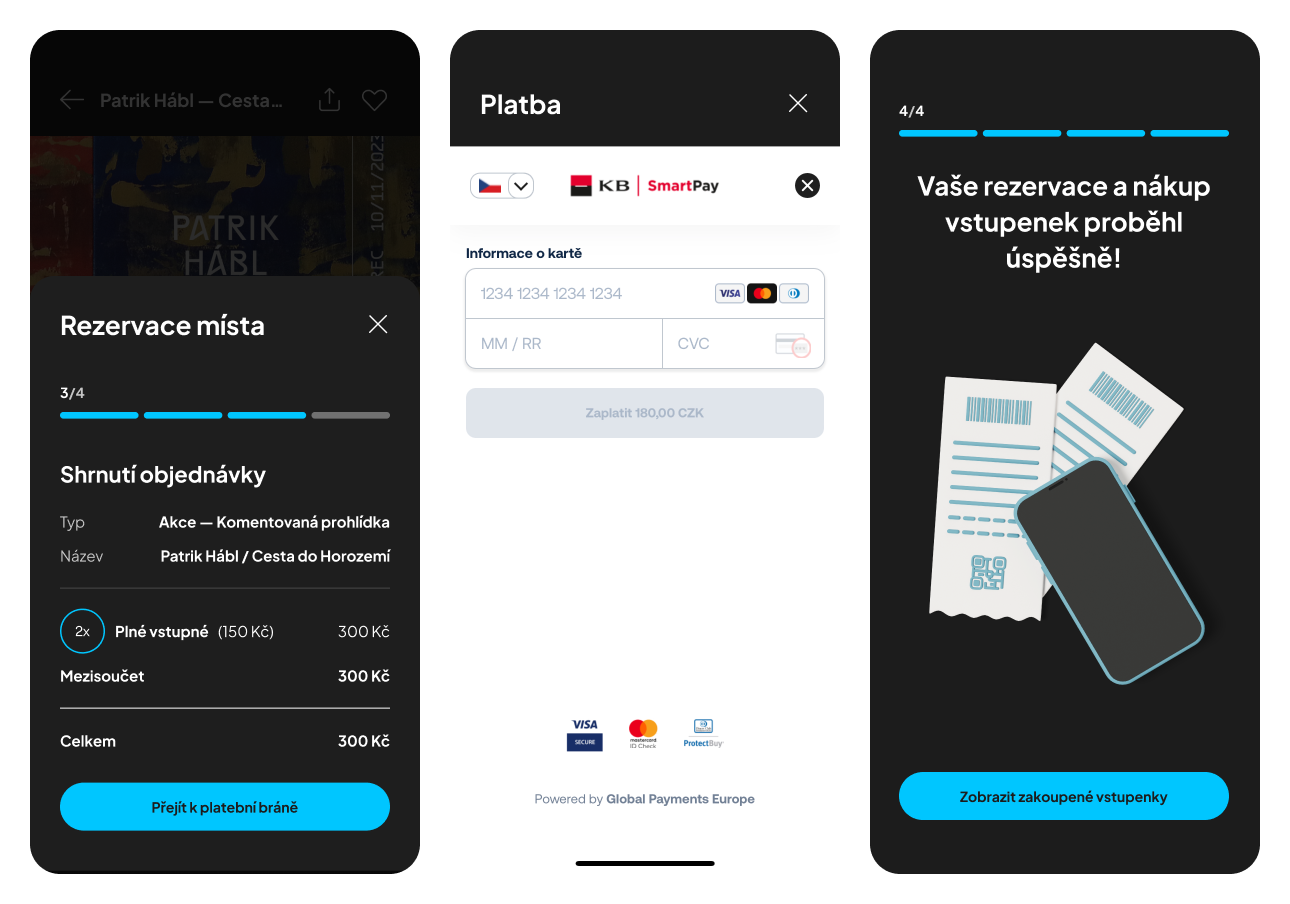 Patrik Hábl — Cesta…
PATRIK
HÁBL
REC 10/11/2023
Rezervace místa
3/4
Shrnutí objednávky
Typ Akce — Komentovaná prohlídka
Název Patrik Hábl / Cesta do Horozemí
2x Plné vstupné (150 Kč) 300 Kč
Mezisoučet 300 Kč
Celkem 300 Kč
Přejít k platební bráně
Platba
KB SmartPay
Informace o kartě
1234 1234 1234 1234 VISA
MM / RR CVC
Zaplatit 180,00 CZK
VISA
SECURE
mastercard
ID Check
ProtectBuy
Powered by Global Payments Europe
4/4
Vaše rezervace a nákup
vstupenek proběhl
úspěšně!
Zobrazit zakoupené vstupenky